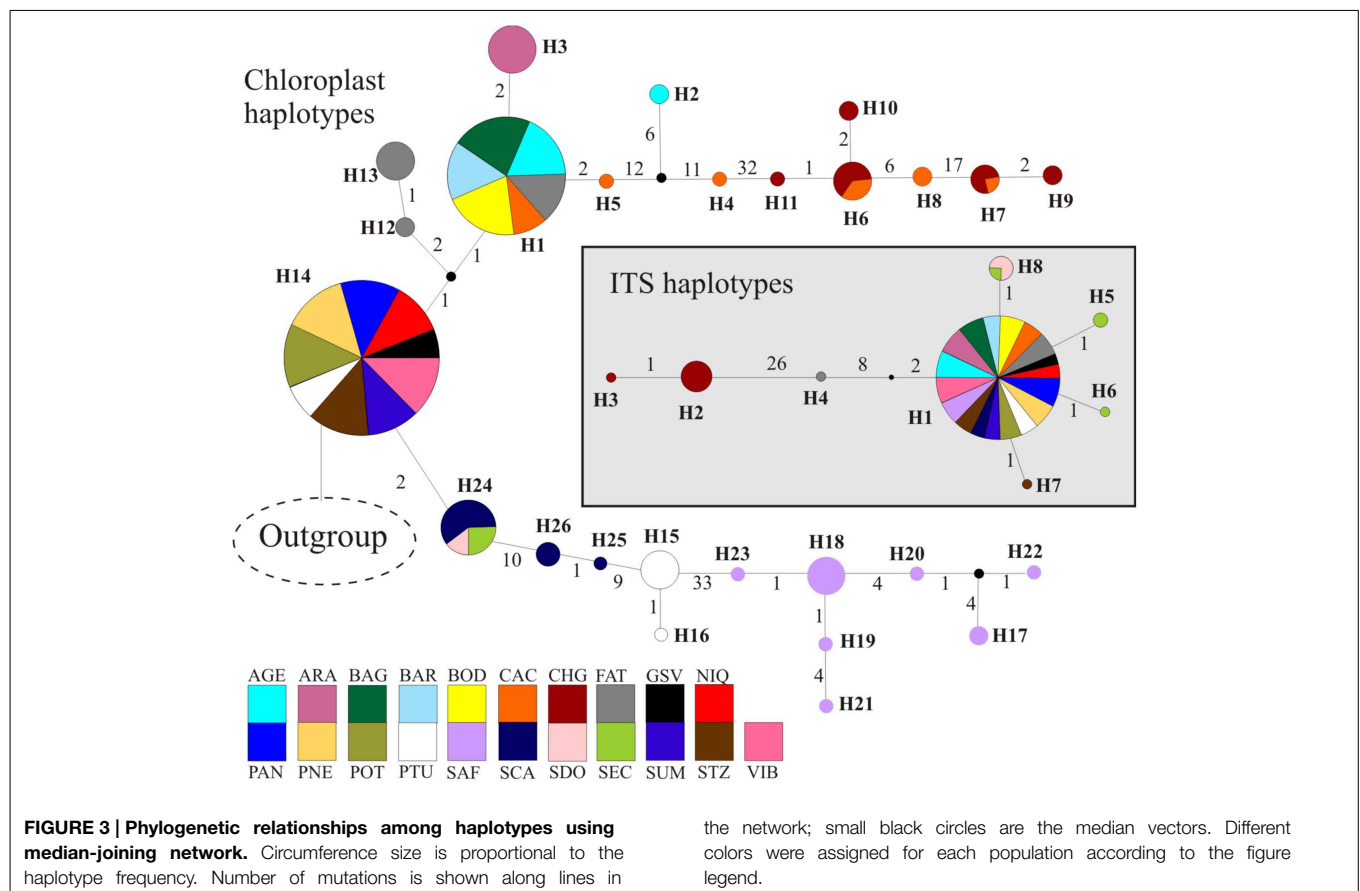 Chloroplast
haplotypes
H3
2
H2
6
H10
2
H13
1
H12
2
1
H1
2
H5
12
11
H4
32
H11
1
H6
6
H8
17
H7
2
H9
H14
1
ITS haplotypes
H8
1
H5
1
H6
1
H3
1
H2
26
H4
8
2
H1
1
H7
Outgroup
2
H24
10
H26
1
H25
9
H15
1
H16
33
H23
1
H18
4
H20
1
1
H22
4
H17
1
H19
4
H21
AGE ARA BAG BAR BOD CAC CHG FAT GSV NIQ
PAN PNE POT PTU SAF SCA SDO SEC SUM STZ VIB
FIGURE 3 | Phylogenetic relationships among haplotypes using
median-joining network. Circumference size is proportional to the
haplotype frequency. Number of mutations is shown along lines in
the network; small black circles are the median vectors. Different
colors were assigned for each population according to the figure
legend.